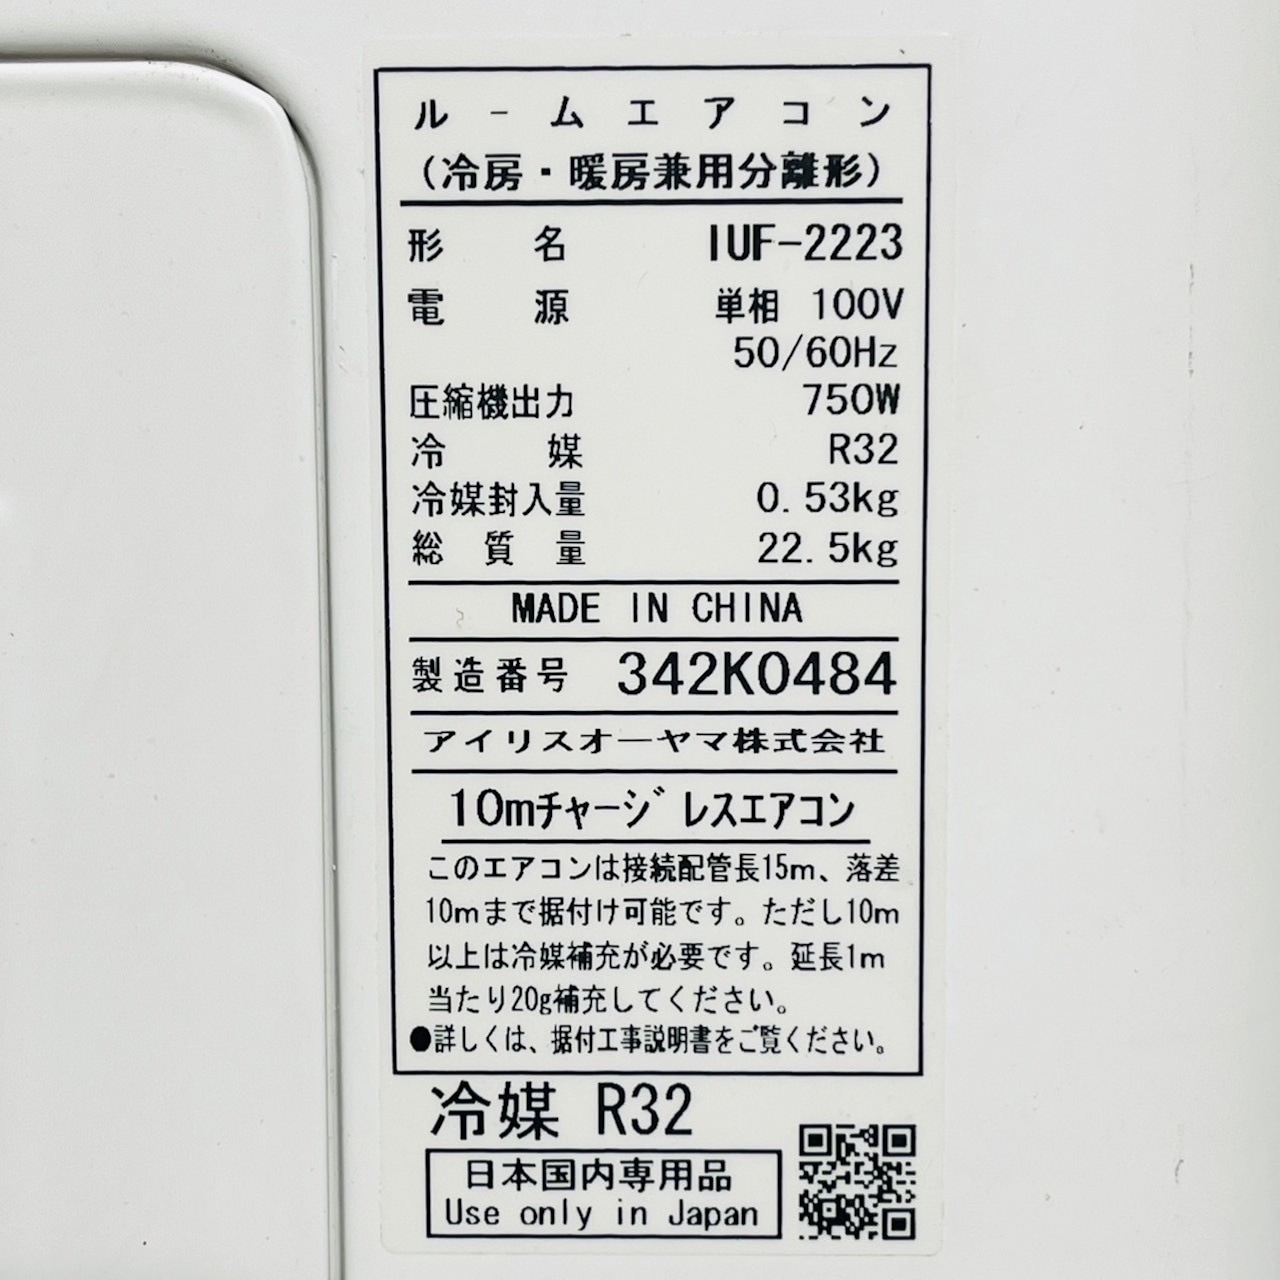 ルームエアコン
(冷房・暖房兼用分離形)
形名 IUF-2223
電源 単相 100V
50/60Hz
圧縮機出力 750W
冷媒 R32
冷媒封入量 0.53kg
総質量 22.5kg
MADE IN CHINA
製造番号 342K0484
アイリスオーヤマ株式会社
10mチャージレスエアコン
このエアコンは接続配管長15m、落差
10mまで据付け可能です。ただし10m
以上は冷媒補充が必要です。延長1m
当たり20g補充してください。
●詳しくは、据付工事説明書をご覧ください。
冷媒 R32
日本国内専用品
Use only in Japan